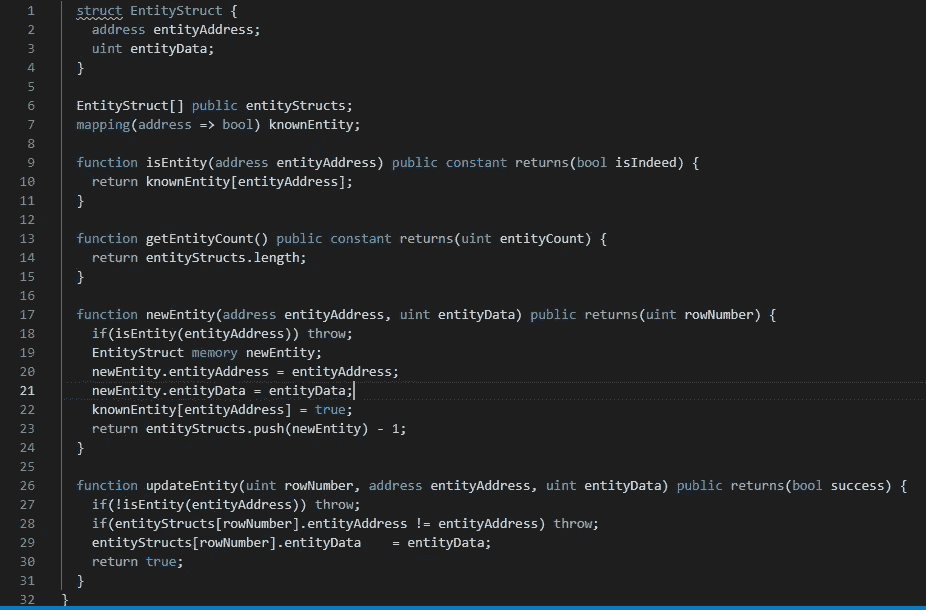 1 struct EntityStruct {
2 address entityAddress;
3 uint entityData;
4 }
5
6 EntityStruct[] public entityStructs;
7 mapping(address => bool) knownEntity;
8
9 function isEntity(address entityAddress) public constant returns(bool isIndeed) {
10 return knownEntity[entityAddress];
11 }
12
13 function getEntityCount() public constant returns(uint entityCount) {
14 return entityStructs.length;
15 }
16
17 function newEntity(address entityAddress, uint entityData) public returns(uint rowNumber) {
18 if(isEntity(entityAddress)) throw;
19 EntityStruct memory newEntity;
20 newEntity.entityAddress = entityAddress;
21 newEntity.entityData = entityData;
22 knownEntity[entityAddress] = true;
23 return entityStructs.push(newEntity) - 1;
24 }
25
26 function updateEntity(uint rowNumber, address entityAddress, uint entityData) public returns(bool success) {
27 if(!isEntity(entityAddress)) throw;
28 if(entityStructs[rowNumber].entityAddress != entityAddress) throw;
29 entityStructs[rowNumber].entityData    = entityData;
30 return true;
31 }
32 }